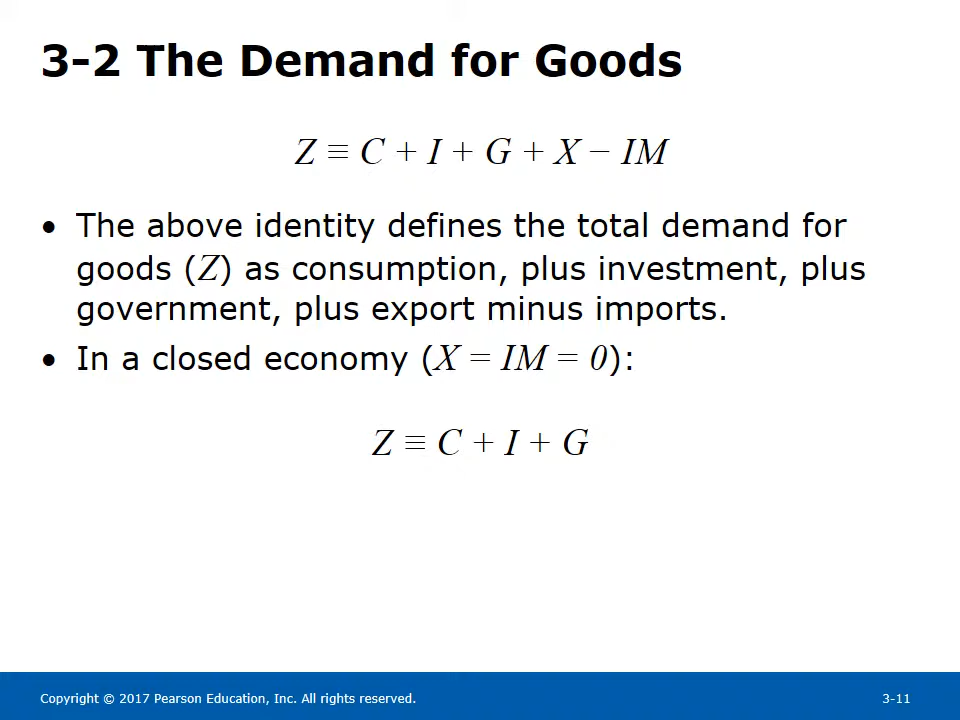 3-2 The Demand for Goods
Z ≡ C + I + G + X − IM
• The above identity defines the total demand for
goods (Z) as consumption, plus investment, plus
government, plus export minus imports.
• In a closed economy (X = IM = 0):
Z ≡ C + I + G
Copyright © 2017 Pearson Education, Inc. All rights reserved.
3-11